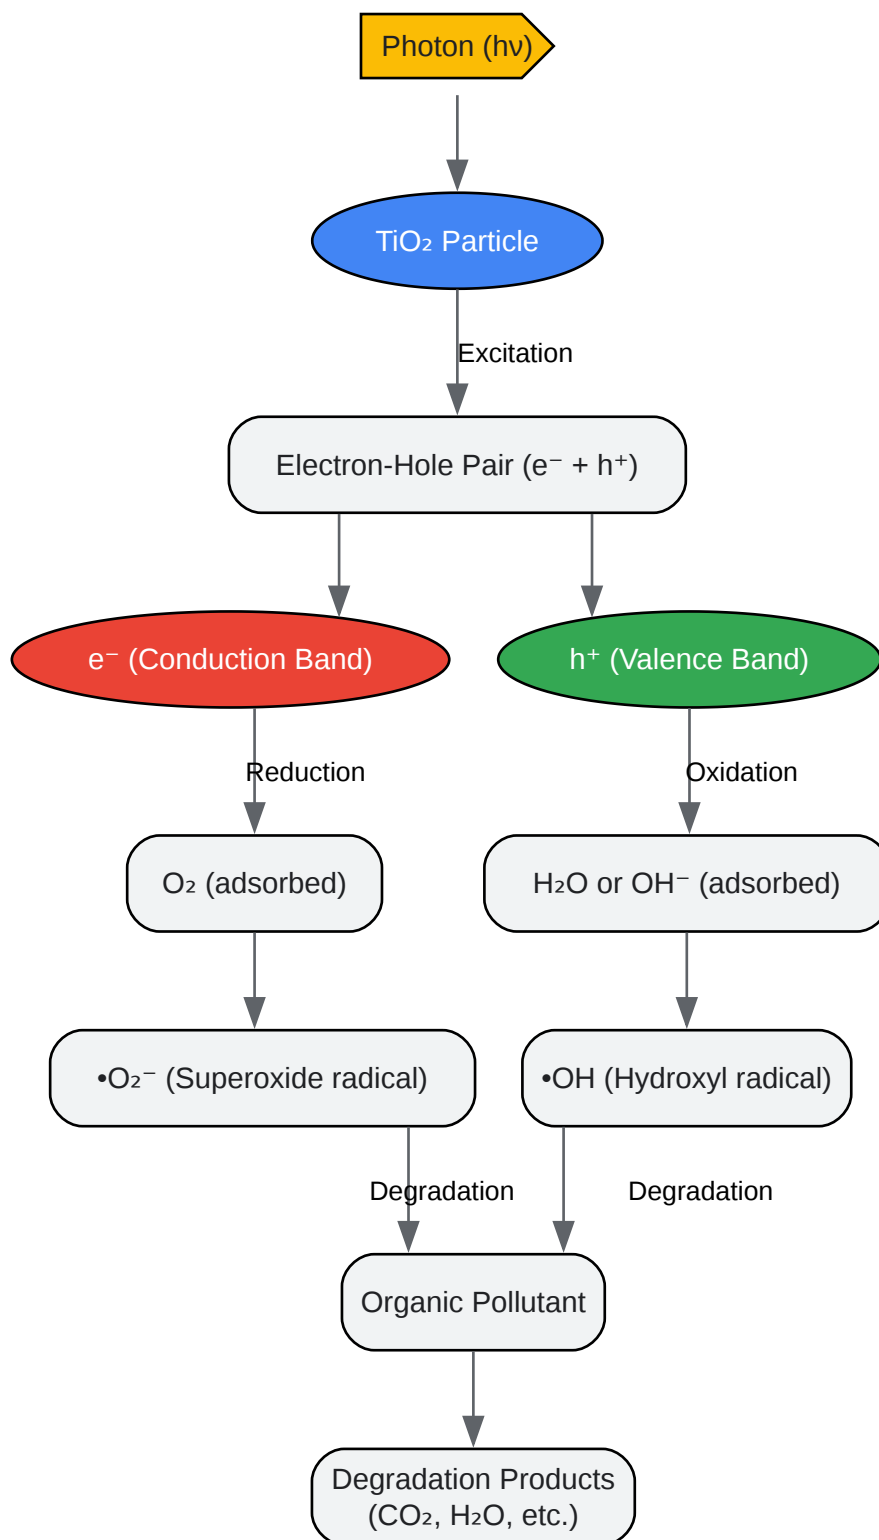 Photon (hν)
TiO₂ Particle
Excitation
Electron-Hole Pair (e⁻ + h⁺)
e⁻ (Conduction Band)
h⁺ (Valence Band)
Reduction
Oxidation
O₂ (adsorbed)
H₂O or OH⁻ (adsorbed)
•O₂⁻ (Superoxide radical)
•OH (Hydroxyl radical)
Degradation
Degradation
Organic Pollutant
Degradation Products
(CO₂, H₂O, etc.)